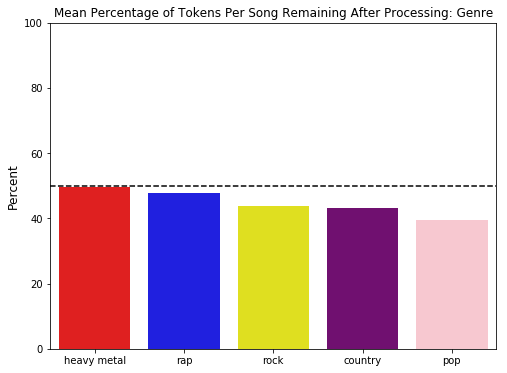 Mean Percentage of Tokens Per Song Remaining After Processing: Genre
100
80
60
40
20
0
Percent
heavy metal rap rock country pop